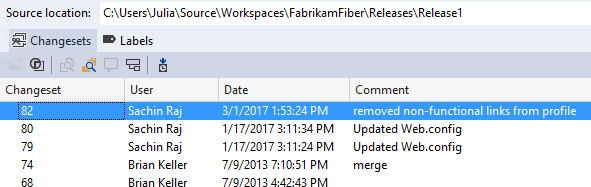 Source location: C:\Users\Julia\Source\Workspaces\FabrikamFiber\Releases\Release1
Changesets Labels
Changeset User Date Comment
82 Sachin Raj 3/1/2017 1:53:24 PM removed non-functional links from profile
80 Sachin Raj 1/17/2017 3:11:34 PM Updated Web.config
79 Sachin Raj 1/17/2017 3:11:24 PM Updated Web.config
74 Brian Keller 7/9/2013 7:10:51 PM merge
68 Brian Keller 7/9/2013 4:42:43 PM